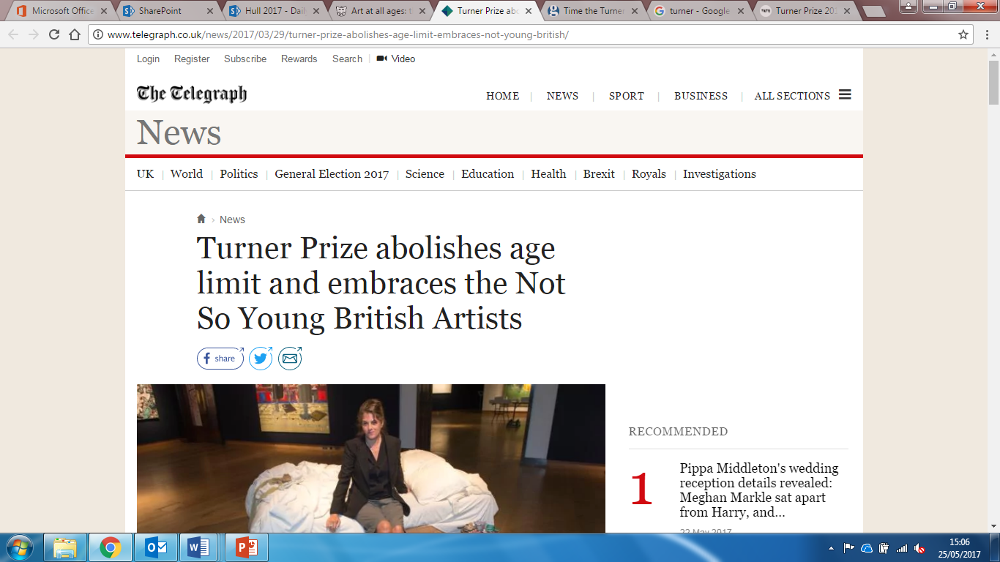 Microsoft Office
SharePoint
Hull 2017 - Dail
Art at all ages: t
Turner Prize abo
Time the Turner
turner - Google
Turner Prize 20
www.telegraph.co.uk/news/2017/03/29/turner-prize-abolishes-age-limit-embraces-not-young-british/
Login Register Subscribe Rewards Search Video
The Telegraph
HOME NEWS SPORT BUSINESS ALL SECTIONS
News
UK World Politics General Election 2017 Science Education Health Brexit Royals Investigations
News
Turner Prize abolishes age
limit and embraces the Not
So Young British Artists
share
RECOMMENDED
1
Pippa Middleton's wedding
reception details revealed:
Meghan Markle sat apart
from Harry, and...
22 May 2017
15:06
25/05/2017